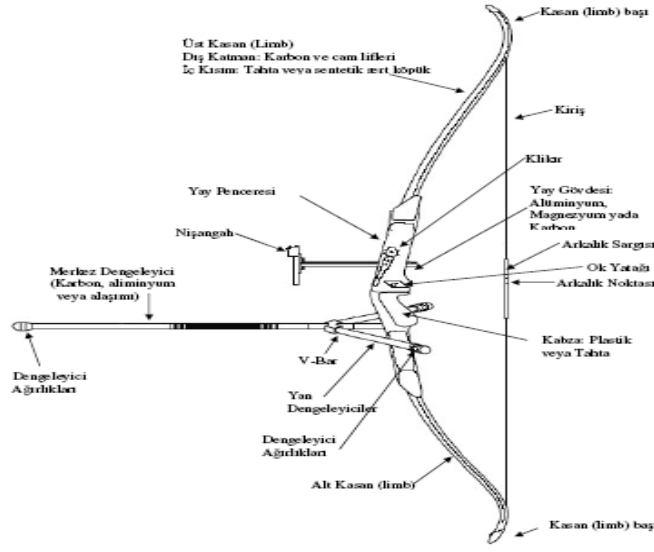 Kasan (limb) başı
Üst Kasan (Limb)
Dış Katman: Karbon ve cam lifleri
İç Kısım: Tahta veya sentetik sert köpük
Kiriş
Klikır
Yay Penceresi
Yay Gövdesi:
Alüminyum,
Magnezyum yada
Karbon
Nişangah
Arkalık Sargısı
Merkez Dengeleyici
(Karbon, aliminyum
veya alaşımı)
Ok Yatağı
Arkalık Noktası
Kabza: Plastik
veya Tahta
V-Bar
Dengeleyici
Ağırlıkları
Yan
Dengeleyiciler
Dengeleyici
Ağırlıkları
Alt Kasan (limb)
Kasan (limb) başı